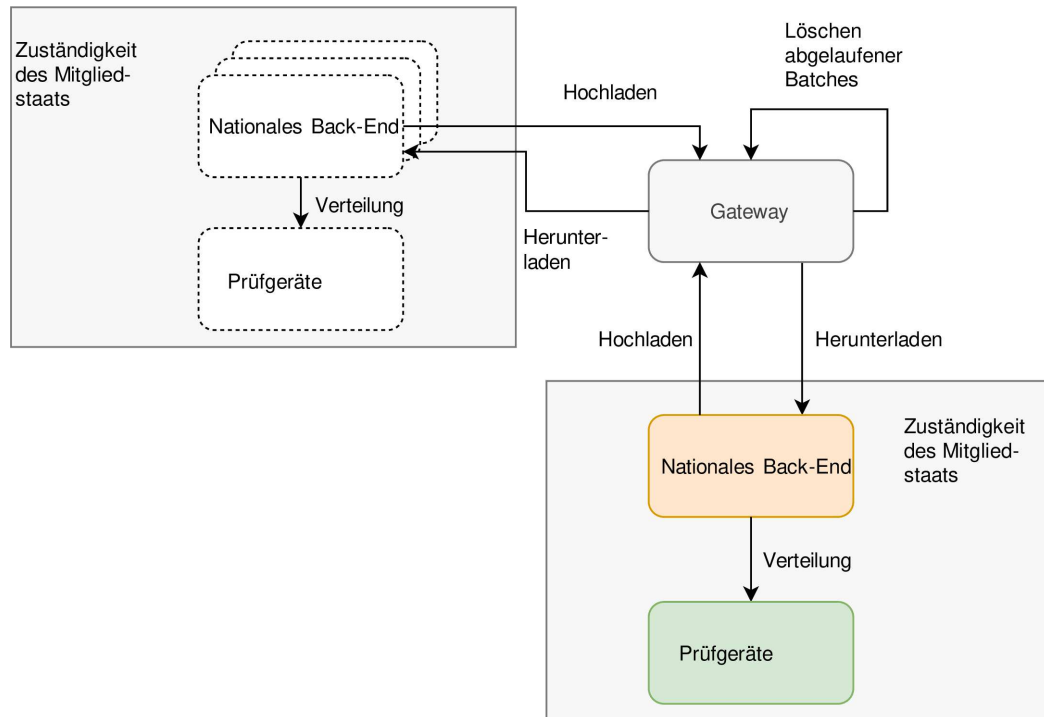 Zuständigkeit
des Mitglied-
staats
Nationales Back-End
Verteilung
Prüfgeräte
Hochladen
Herunter-
laden
Löschen
abgelaufener
Batches
Gateway
Hochladen
Herunterladen
Zuständigkeit
des Mitglied-
staats
Nationales Back-End
Verteilung
Prüfgeräte